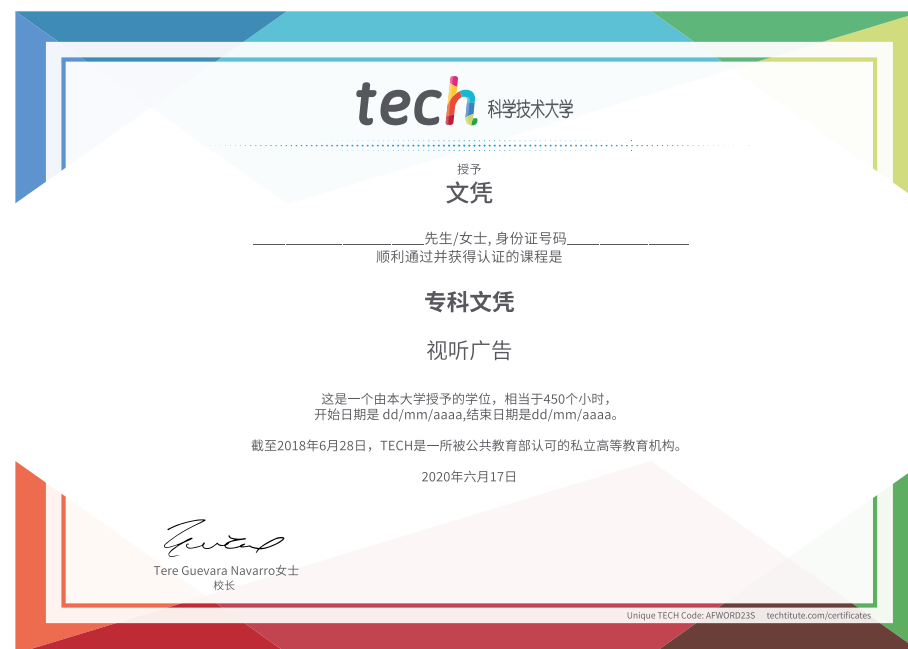 tech 科学技术大学
授予
文凭
____________________先生/女士, 身份证号码______________
顺利通过并获得认证的课程是
专科文凭
视听广告
这是一个由本大学授予的学位，相当于450个小时，
开始日期是 dd/mm/aaaa,结束日期是dd/mm/aaaa。
截至2018年6月28日，TECH是一所被公共教育部认可的私立高等教育机构。
2020年六月17日
Tere Guevara Navarro女士
校长
Unique TECH Code: AFWORD23S techtitute.com/certificates